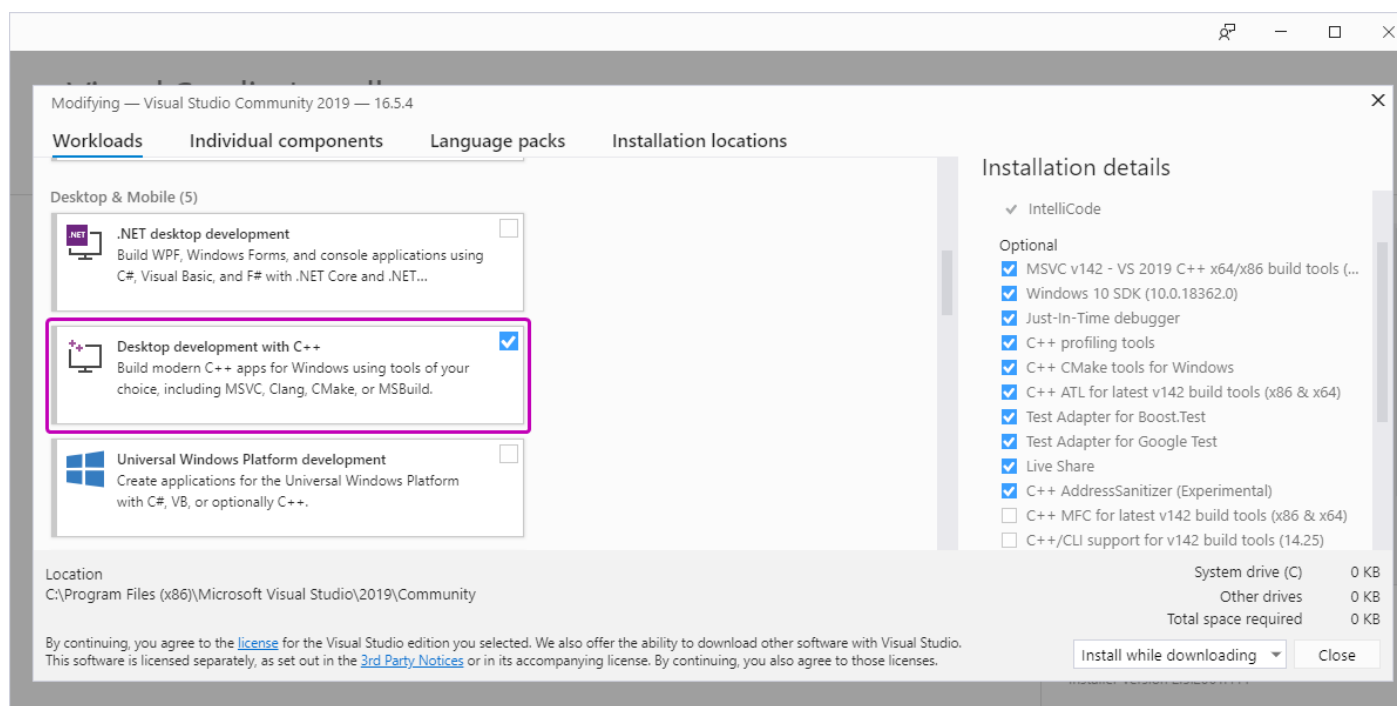 Modifying — Visual Studio Community 2019 — 16.5.4
Workloads
Individual components
Language packs
Installation locations
Desktop & Mobile (5)
.NET
.NET desktop development
Build WPF, Windows Forms, and console applications using
C#, Visual Basic, and F# with .NET Core and .NET...
Desktop development with C++
Build modern C++ apps for Windows using tools of your
choice, including MSVC, Clang, CMake, or MSBuild.
Universal Windows Platform development
Create applications for the Universal Windows Platform
with C#, VB, or optionally C++.
Installation details
IntelliCode
Optional
MSVC v142 - VS 2019 C++ x64/x86 build tools (...
Windows 10 SDK (10.0.18362.0)
Just-In-Time debugger
C++ profiling tools
C++ CMake tools for Windows
C++ ATL for latest v142 build tools (x86 & x64)
Test Adapter for Boost.Test
Test Adapter for Google Test
Live Share
C++ AddressSanitizer (Experimental)
C++ MFC for latest v142 build tools (x86 & x64)
C++/CLI support for v142 build tools (14.25)
Location
C:\Program Files (x86)\Microsoft Visual Studio\2019\Community
System drive (C) 0 KB
Other drives 0 KB
Total space required 0 KB
By continuing, you agree to the license for the Visual Studio edition you selected. We also offer the ability to download other software with Visual Studio.
This software is licensed separately, as set out in the 3rd Party Notices or in its accompanying license. By continuing, you also agree to those licenses.
Install while downloading
Close